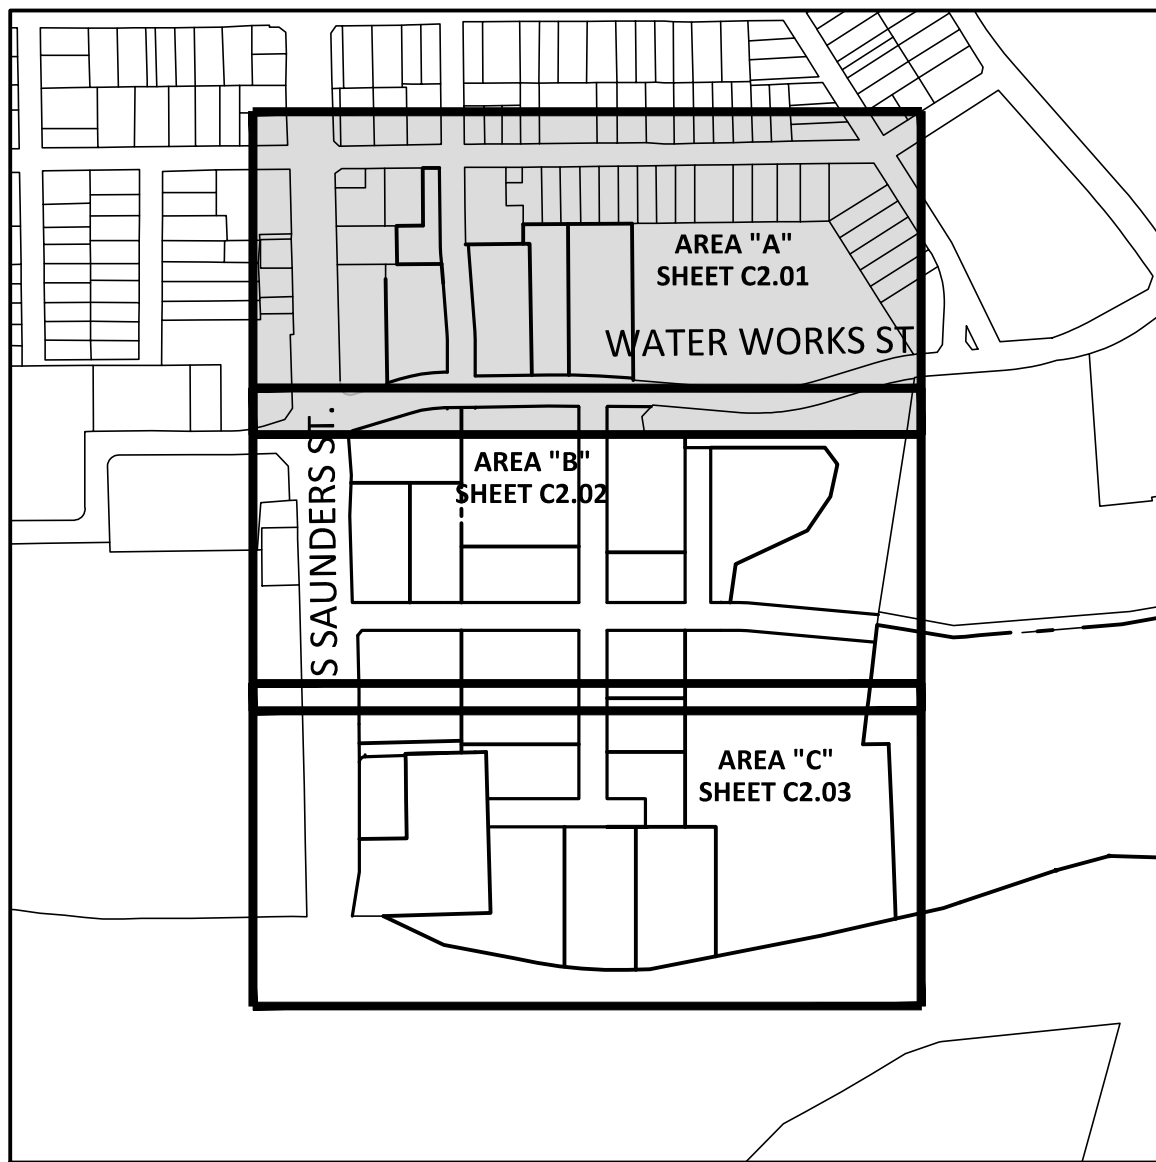 AREA "A"
SHEET C2.01
WATER WORKS ST
S SAUNDERS ST.
AREA "B"
SHEET C2.02
AREA "C"
SHEET C2.03